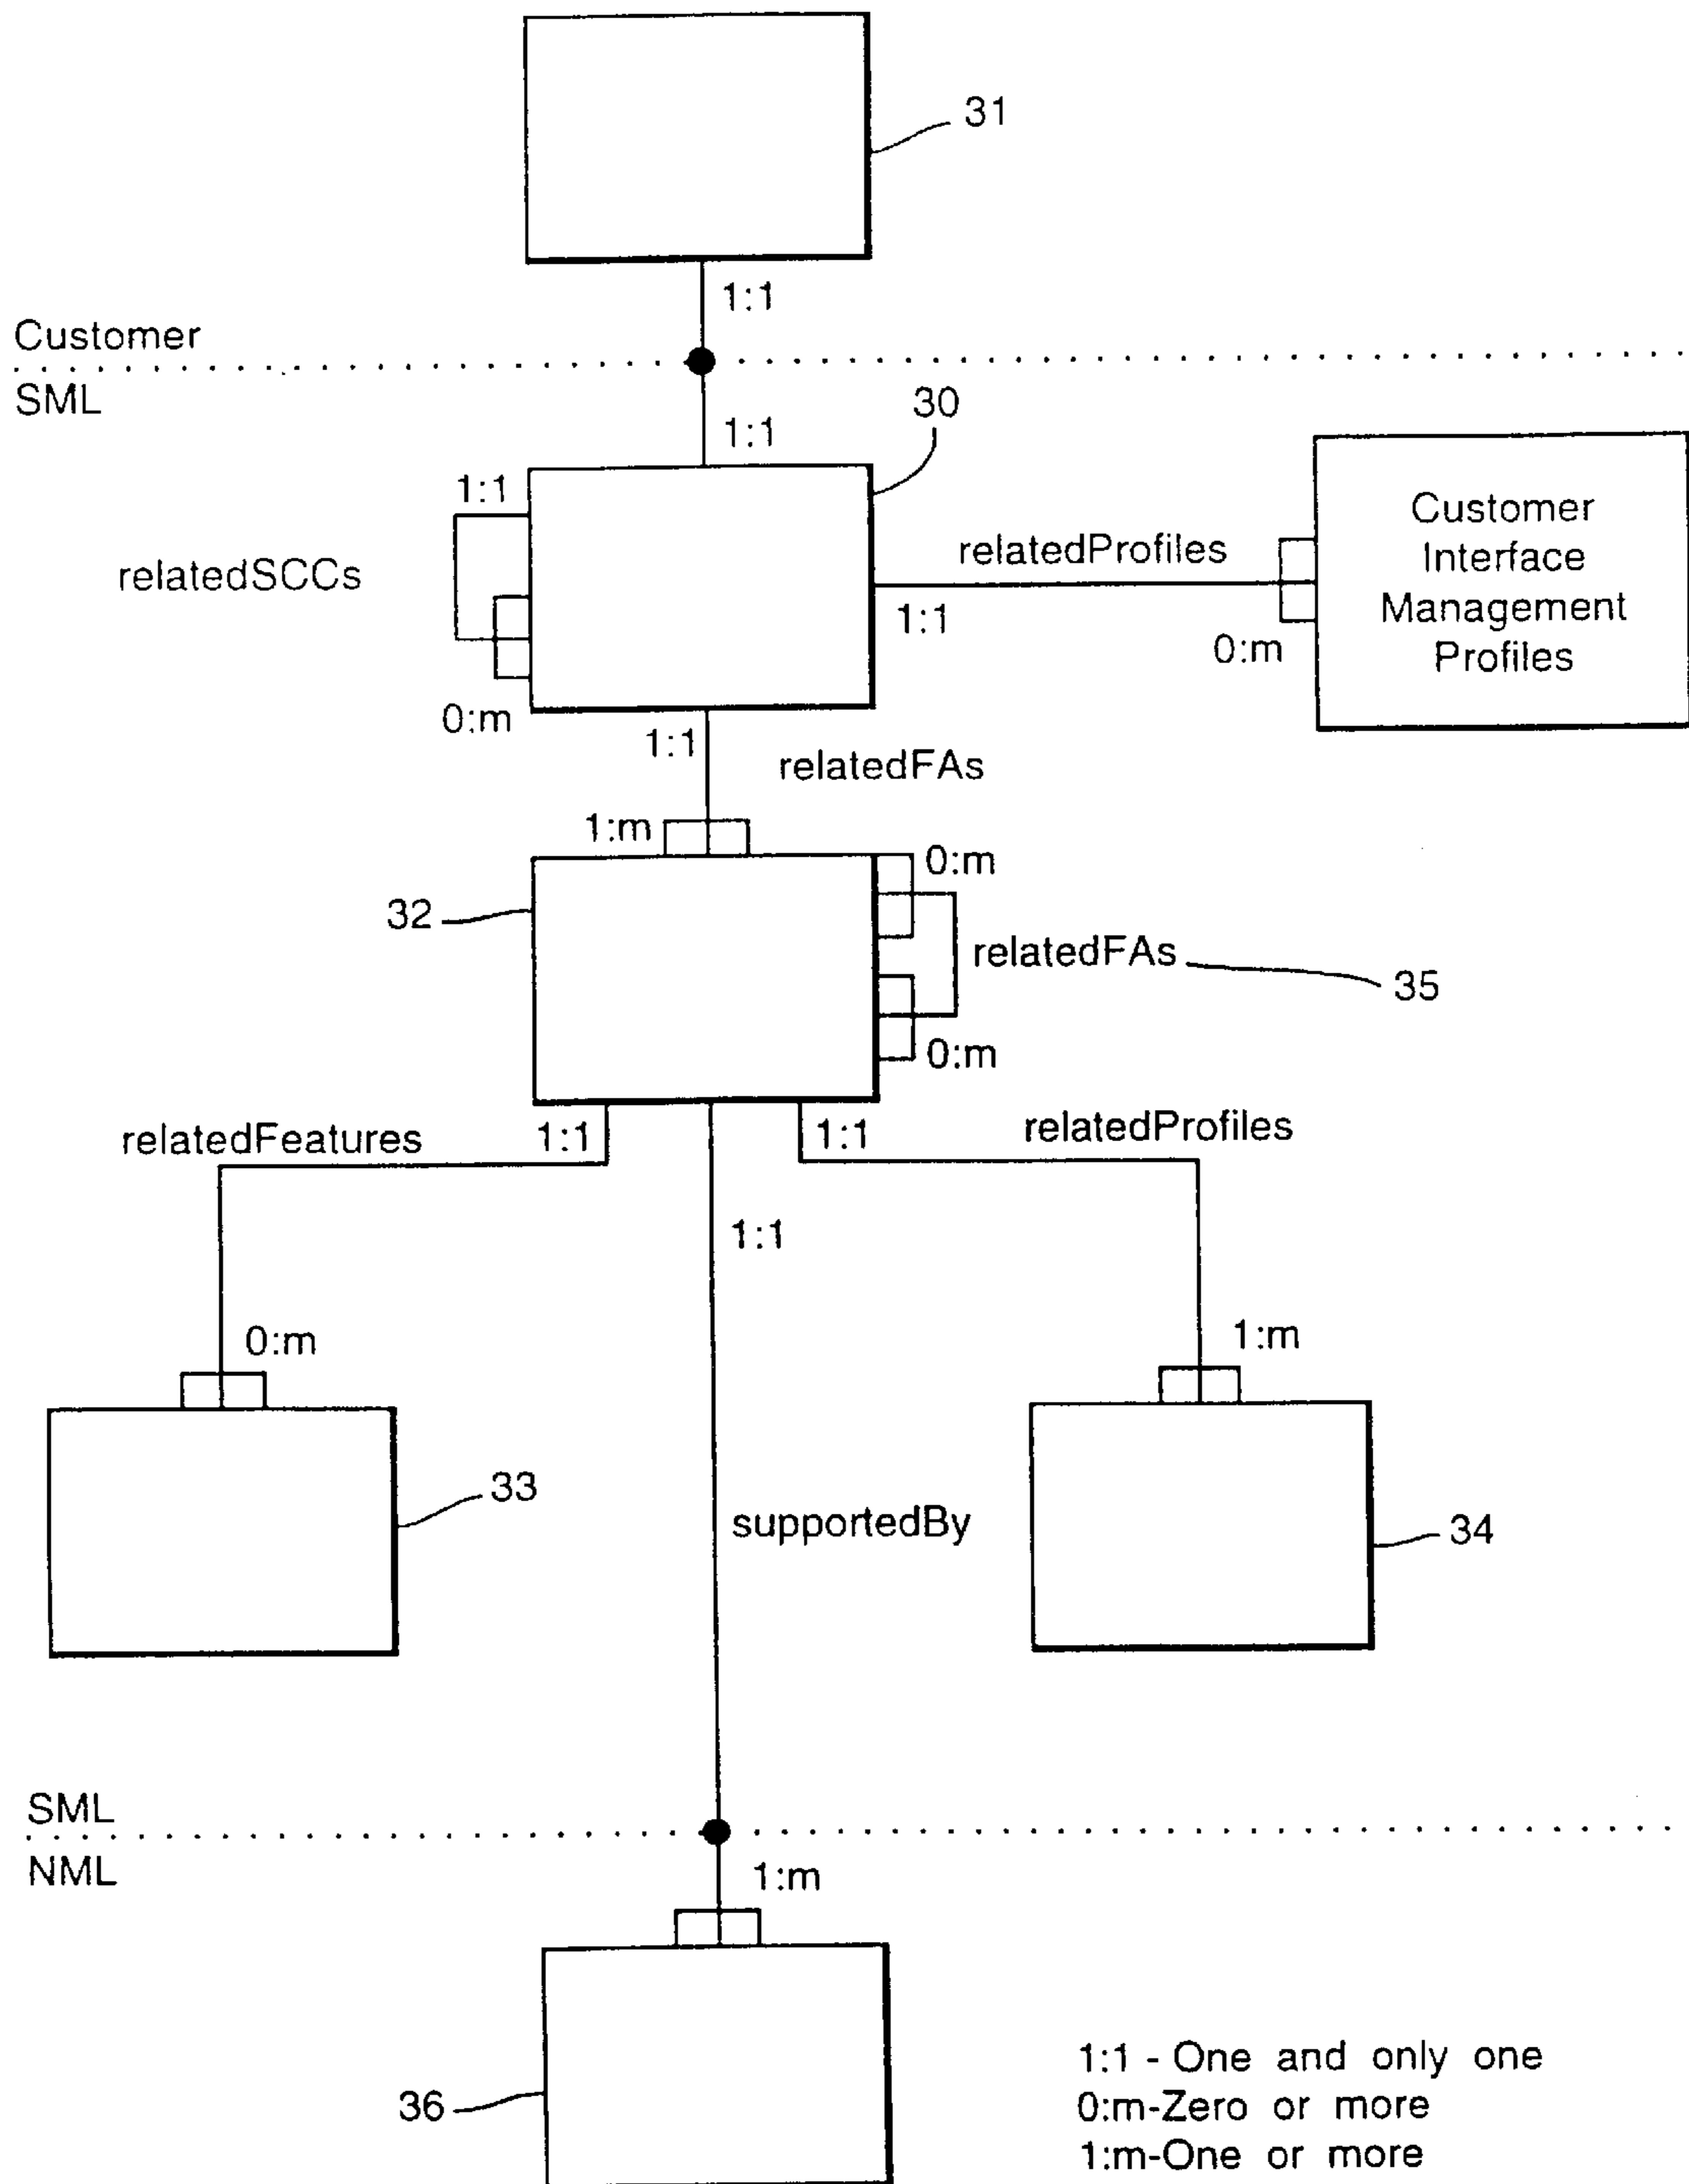 31
1:1
Customer
SML
30
1:1
1:1
Customer
Interface
Management
Profiles
relatedSCCs
relatedProfiles
1:1
0:m
0:m
1:1
relatedFAs
1:m
0:m
32
relatedFAs
35
0:m
relatedFeatures
1:1
1:1
relatedProfiles
1:1
0:m
1:m
33
supportedBy
34
SML
NML
1:m
36
1:1 - One and only one
0:m-Zero or more
1:m-One or more